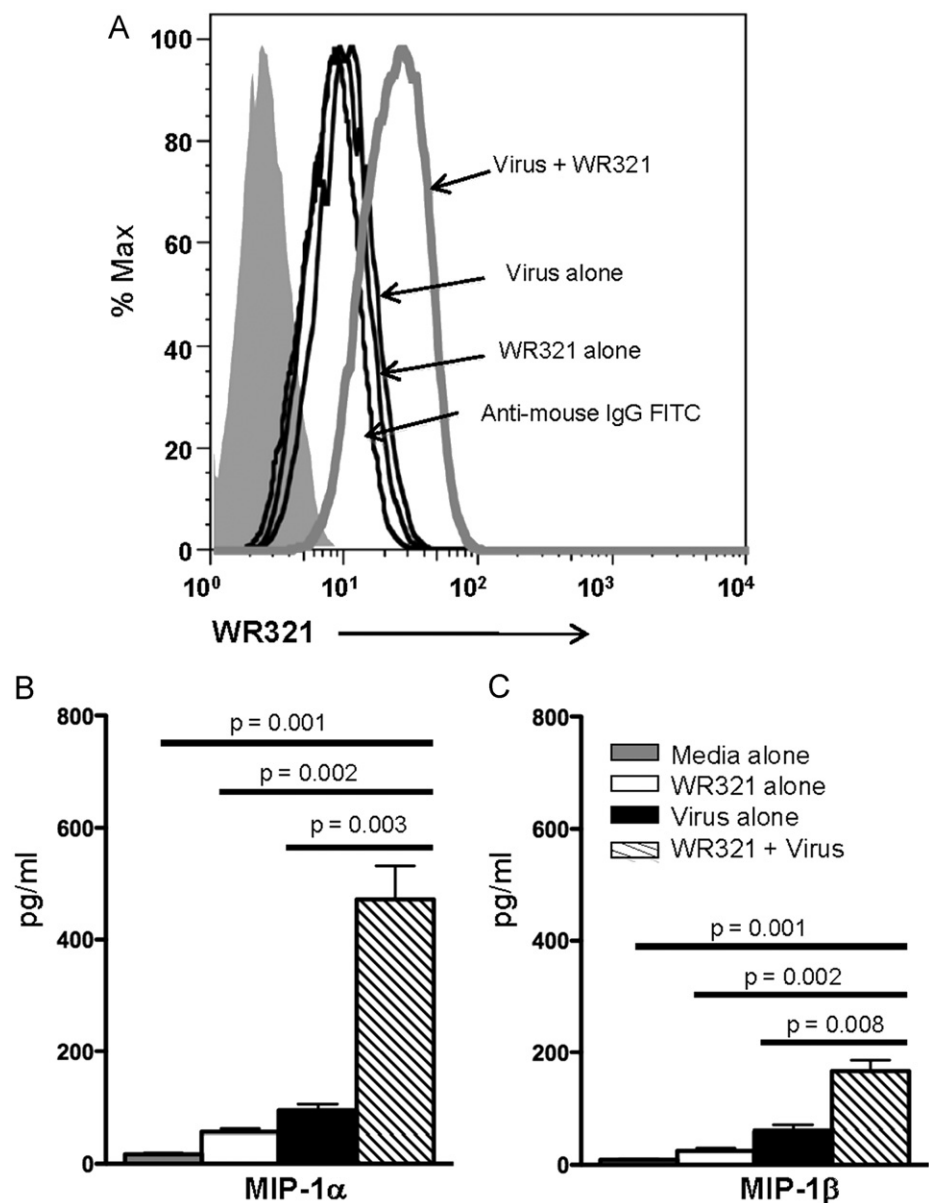 A
100
80
60
40
20
0
% Max
Virus + WR321
Virus alone
WR321 alone
Anti-mouse IgG FITC
10⁰ 10¹ 10² 10³ 10⁴
WR321
B
800
600
400
200
0
pg/ml
p = 0.001
p = 0.002
p = 0.003
MIP-1α
C
800
600
400
200
0
pg/ml
Media alone
WR321 alone
Virus alone
WR321 + Virus
p = 0.001
p = 0.002
p = 0.008
MIP-1β